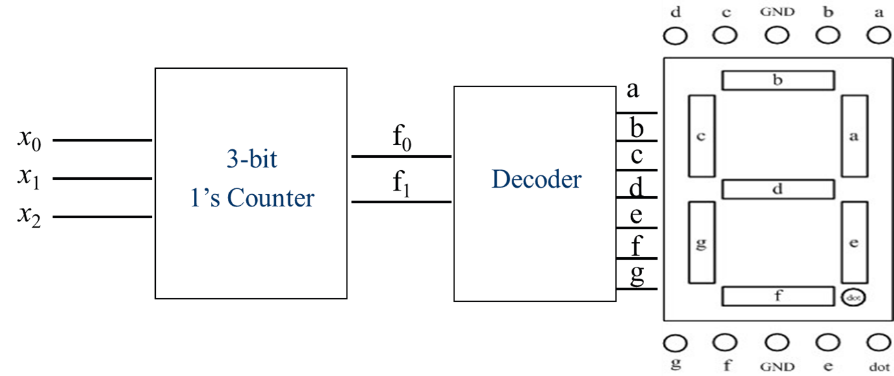 d c GND b a
x0
x1
x2
3-bit
1's Counter
f0
f1
Decoder
a
b
c
d
e
f
g
b
c
a
d
g
e
f
dot
g f GND e dot